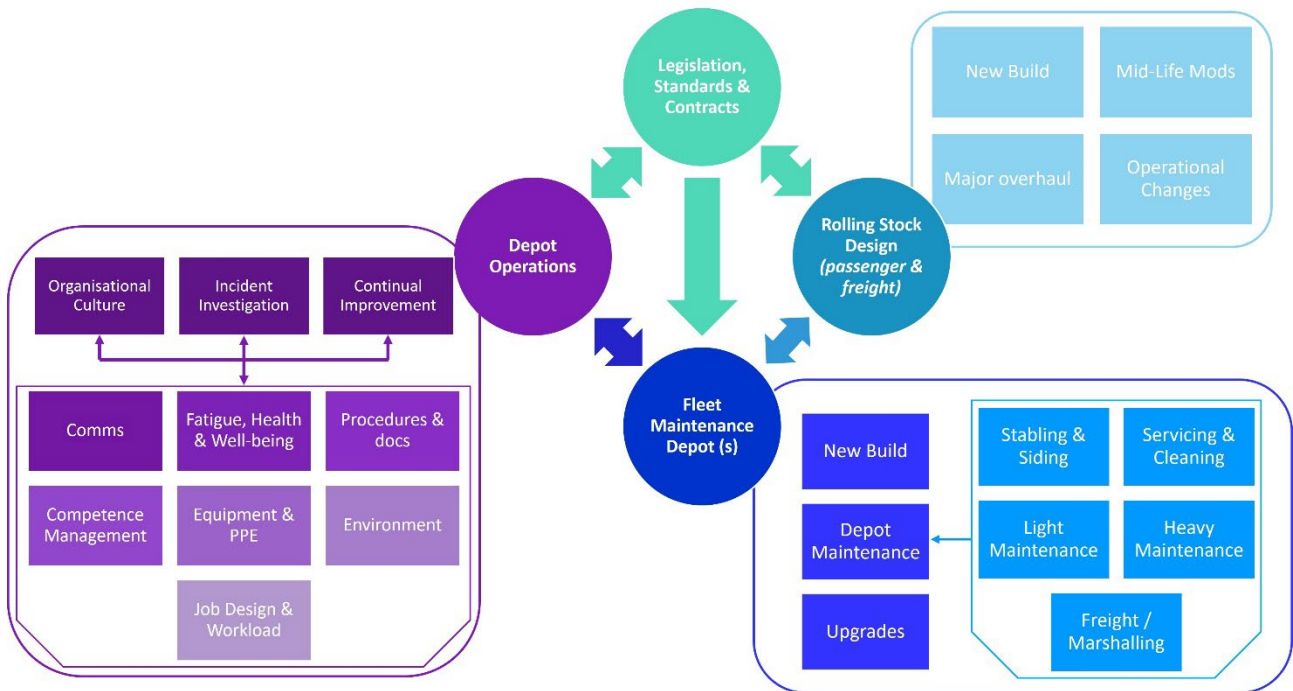 Legislation,
Standards &
Contracts
New Build
Mid-Life Mods
Major overhaul
Operational
Changes
Depot
Operations
Rolling Stock
Design
(passenger &
freight)
Organisational
Culture
Incident
Investigation
Continual
Improvement
Comms
Fatigue, Health
& Well-being
Procedures &
docs
Competence
Management
Equipment &
PPE
Environment
Job Design &
Workload
Fleet
Maintenance
Depot (s)
New Build
Depot
Maintenance
Upgrades
Stabling &
Siding
Servicing &
Cleaning
Light
Maintenance
Heavy
Maintenance
Freight /
Marshalling